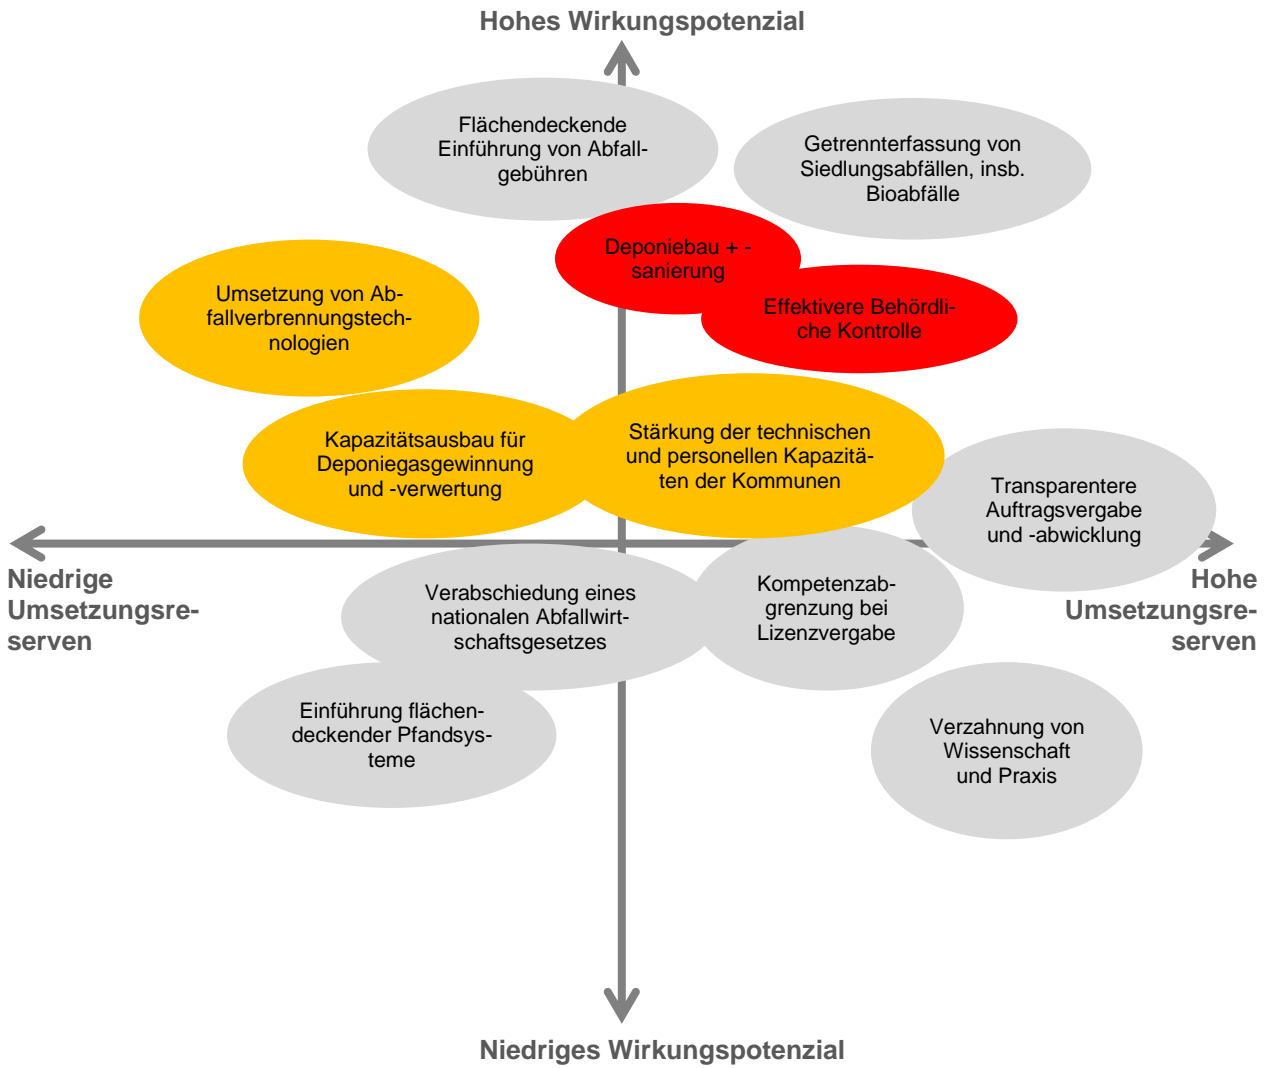 Hohes Wirkungspotenzial
Flächendeckende
Einführung von Abfall-
gebühren
Getrennterfassung von
Siedlungsabfällen, insb.
Bioabfälle
Deponiebau + -
sanierung
Effektivere Behördli-
che Kontrolle
Umsetzung von Ab-
fallverbrennungstech-
nologien
Kapazitätsausbau für
Deponiegasgewinnung
und -verwertung
Stärkung der technischen
und personellen Kapazitä-
ten der Kommunen
Transparentere
Auftragsvergabe
und -abwicklung
Niedrige
Umsetzungsre-
serven
Hohe
Umsetzungsre-
serven
Verabschiedung eines
nationalen Abfallwirt-
schaftsgesetzes
Kompetenzab-
grenzung bei
Lizenzvergabe
Einführung flächen-
deckender Pfandsys-
teme
Verzahnung von
Wissenschaft
und Praxis
Niedriges Wirkungspotenzial